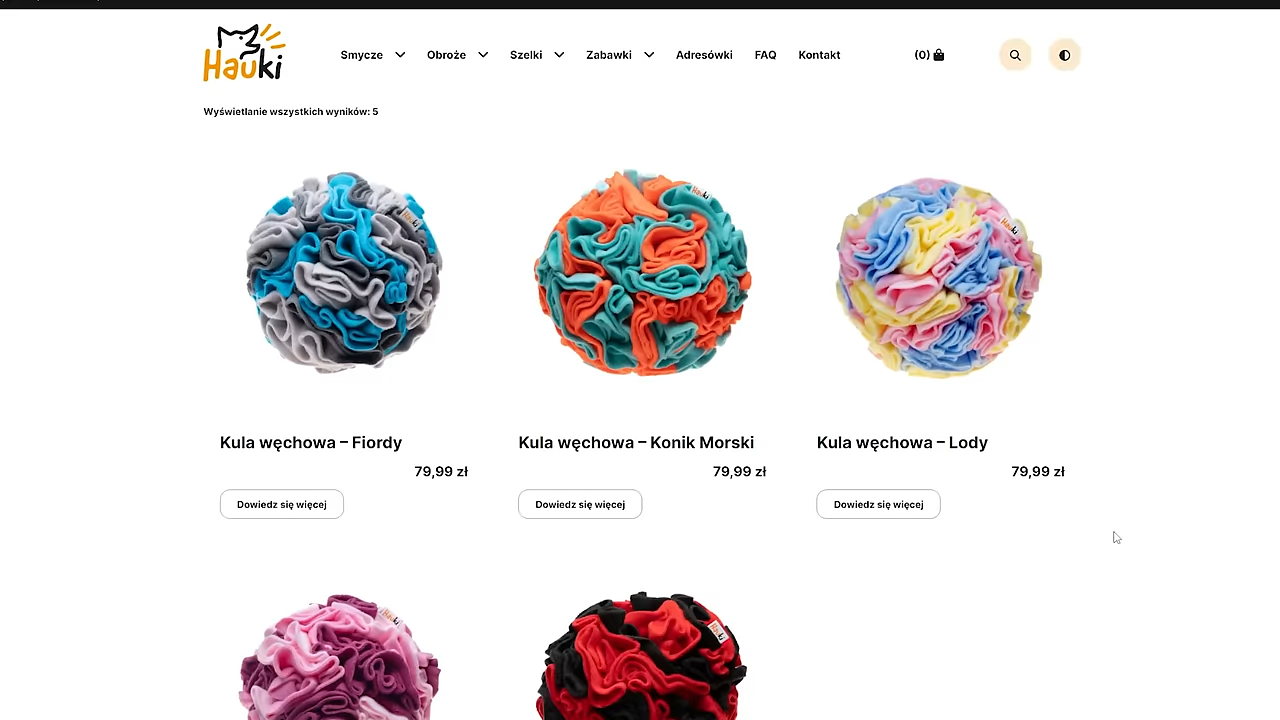 Hauki
Smycze
Obroże
Szelki
Zabawki
Adresówki
FAQ
Kontakt
(0)
Wyświetlanie wszystkich wyników: 5
Kula węchowa – Fiordy
79,99 zł
Dowiedz się więcej
Kula węchowa – Konik Morski
79,99 zł
Dowiedz się więcej
Kula węchowa – Lody
79,99 zł
Dowiedz się więcej